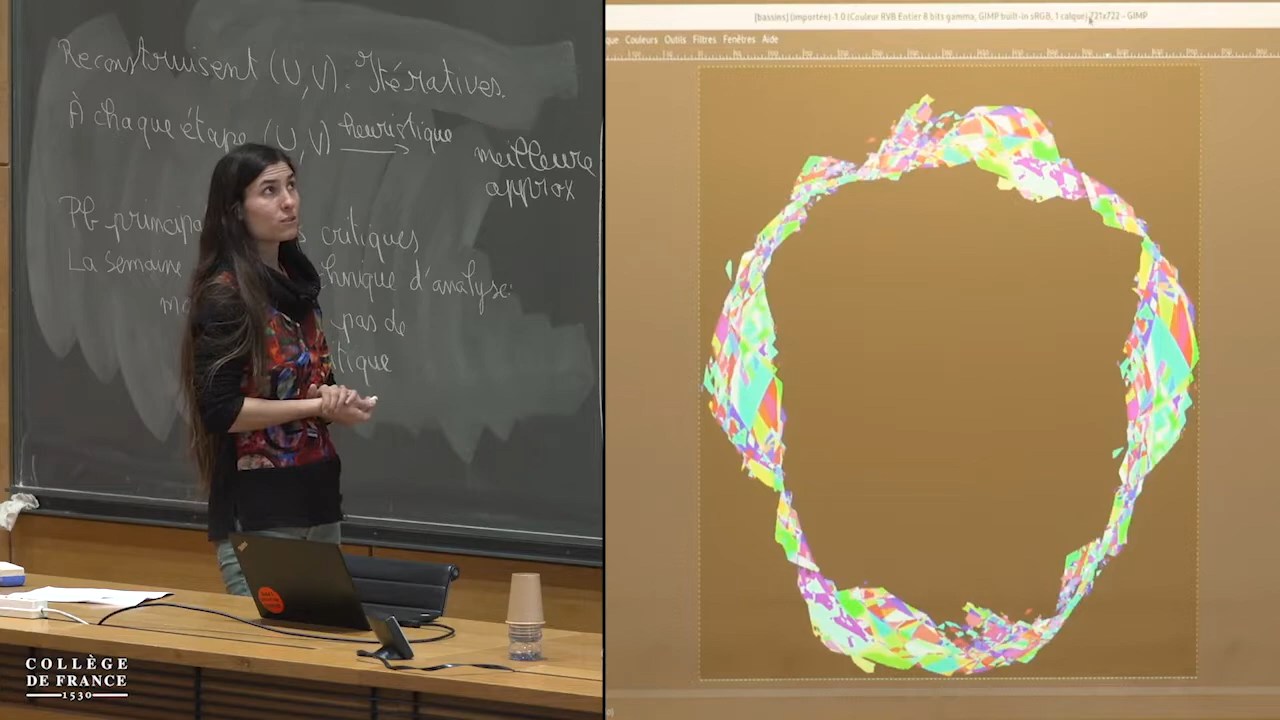 Reconstruisent (U,V). Itératives.
À chaque étape (U,V) heuristique
meilleure
approx
Pb principa s critiques
La semaine chnique d'analyse:
mo pas de
tique
COLLÈGE
DE FRANCE
1530
[bassins] (importée)-1.0 (Couleur RVB Entier 8 bits gamma, GIMP built-in sRGB, 1 calque) 721x722 – GIMP
que Couleurs Outils Filtres Fenêtres Aide